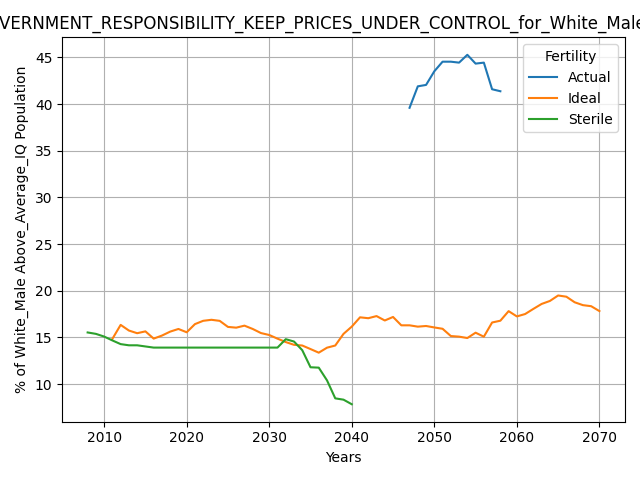 VERNMENT_RESPONSIBILITY_KEEP_PRICES_UNDER_CONTROL_for_White_Male
Fertility
Actual
Ideal
Sterile
% of White_Male Above_Average_IQ Population
45
40
35
30
25
20
15
10
2010 2020 2030 2040 2050 2060 2070
Years